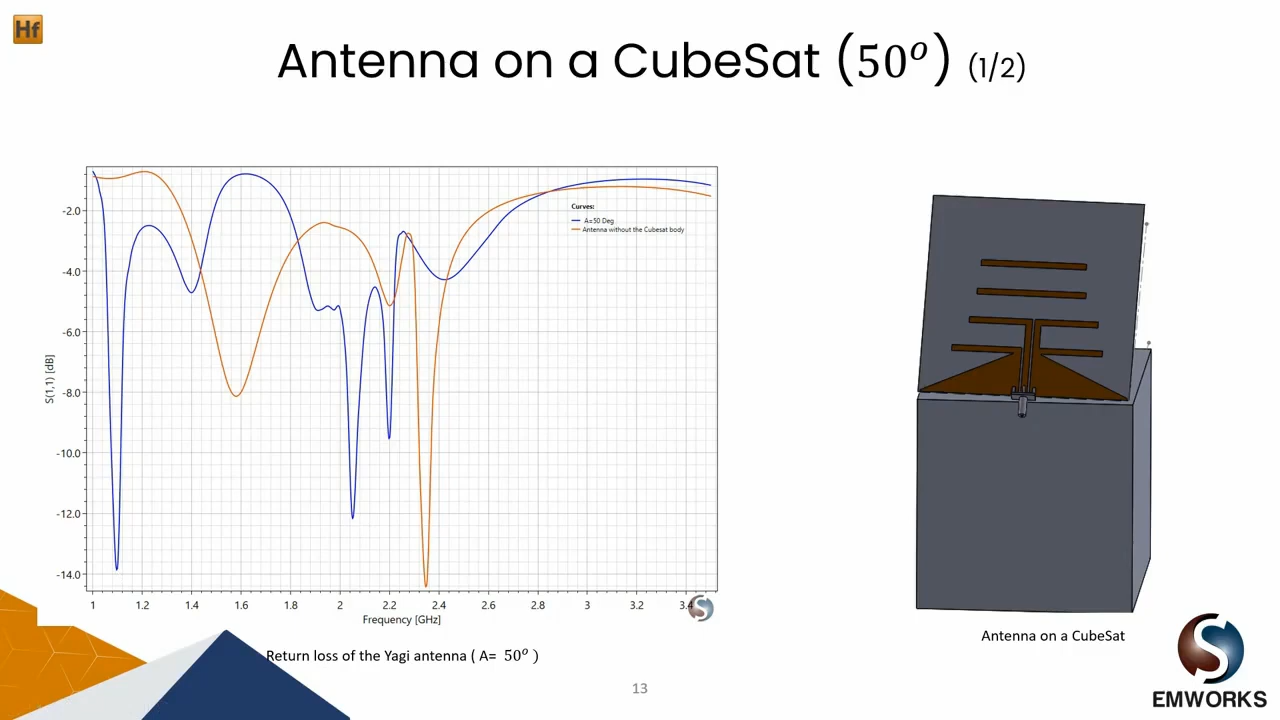 Hf
Antenna on a CubeSat (50°) (1/2)
Curves:
A=50 Deg
Antenna without the Cubesat body
S(1,1) [dB]
-2.0
-4.0
-6.0
-8.0
-10.0
-12.0
-14.0
1 1.2 1.4 1.6 1.8 2 2.2 2.4 2.6 2.8 3 3.2 3.4
Frequency [GHz]
Return loss of the Yagi antenna ( A= 50° )
Antenna on a CubeSat
13
EMWORKS